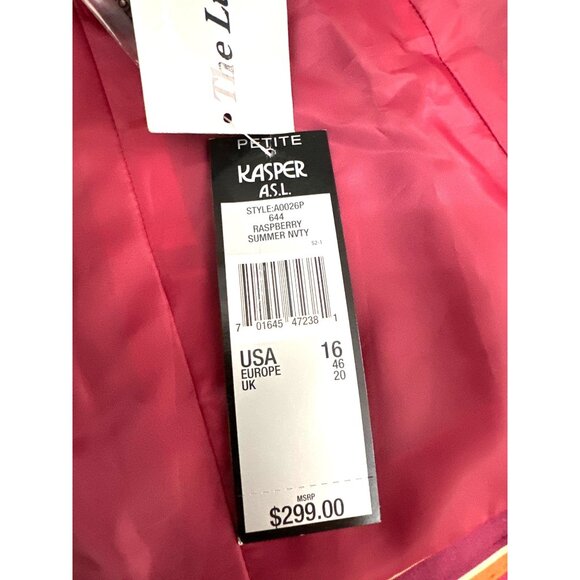 • The
PETITE
KASPER
A.S.L.
STYLE:A0026P
644
RASPBERRY
SUMMER NVTY
52-1
7 01645 47238 1
USA 16
EUROPE 46
UK 20
MSRP
$299.00